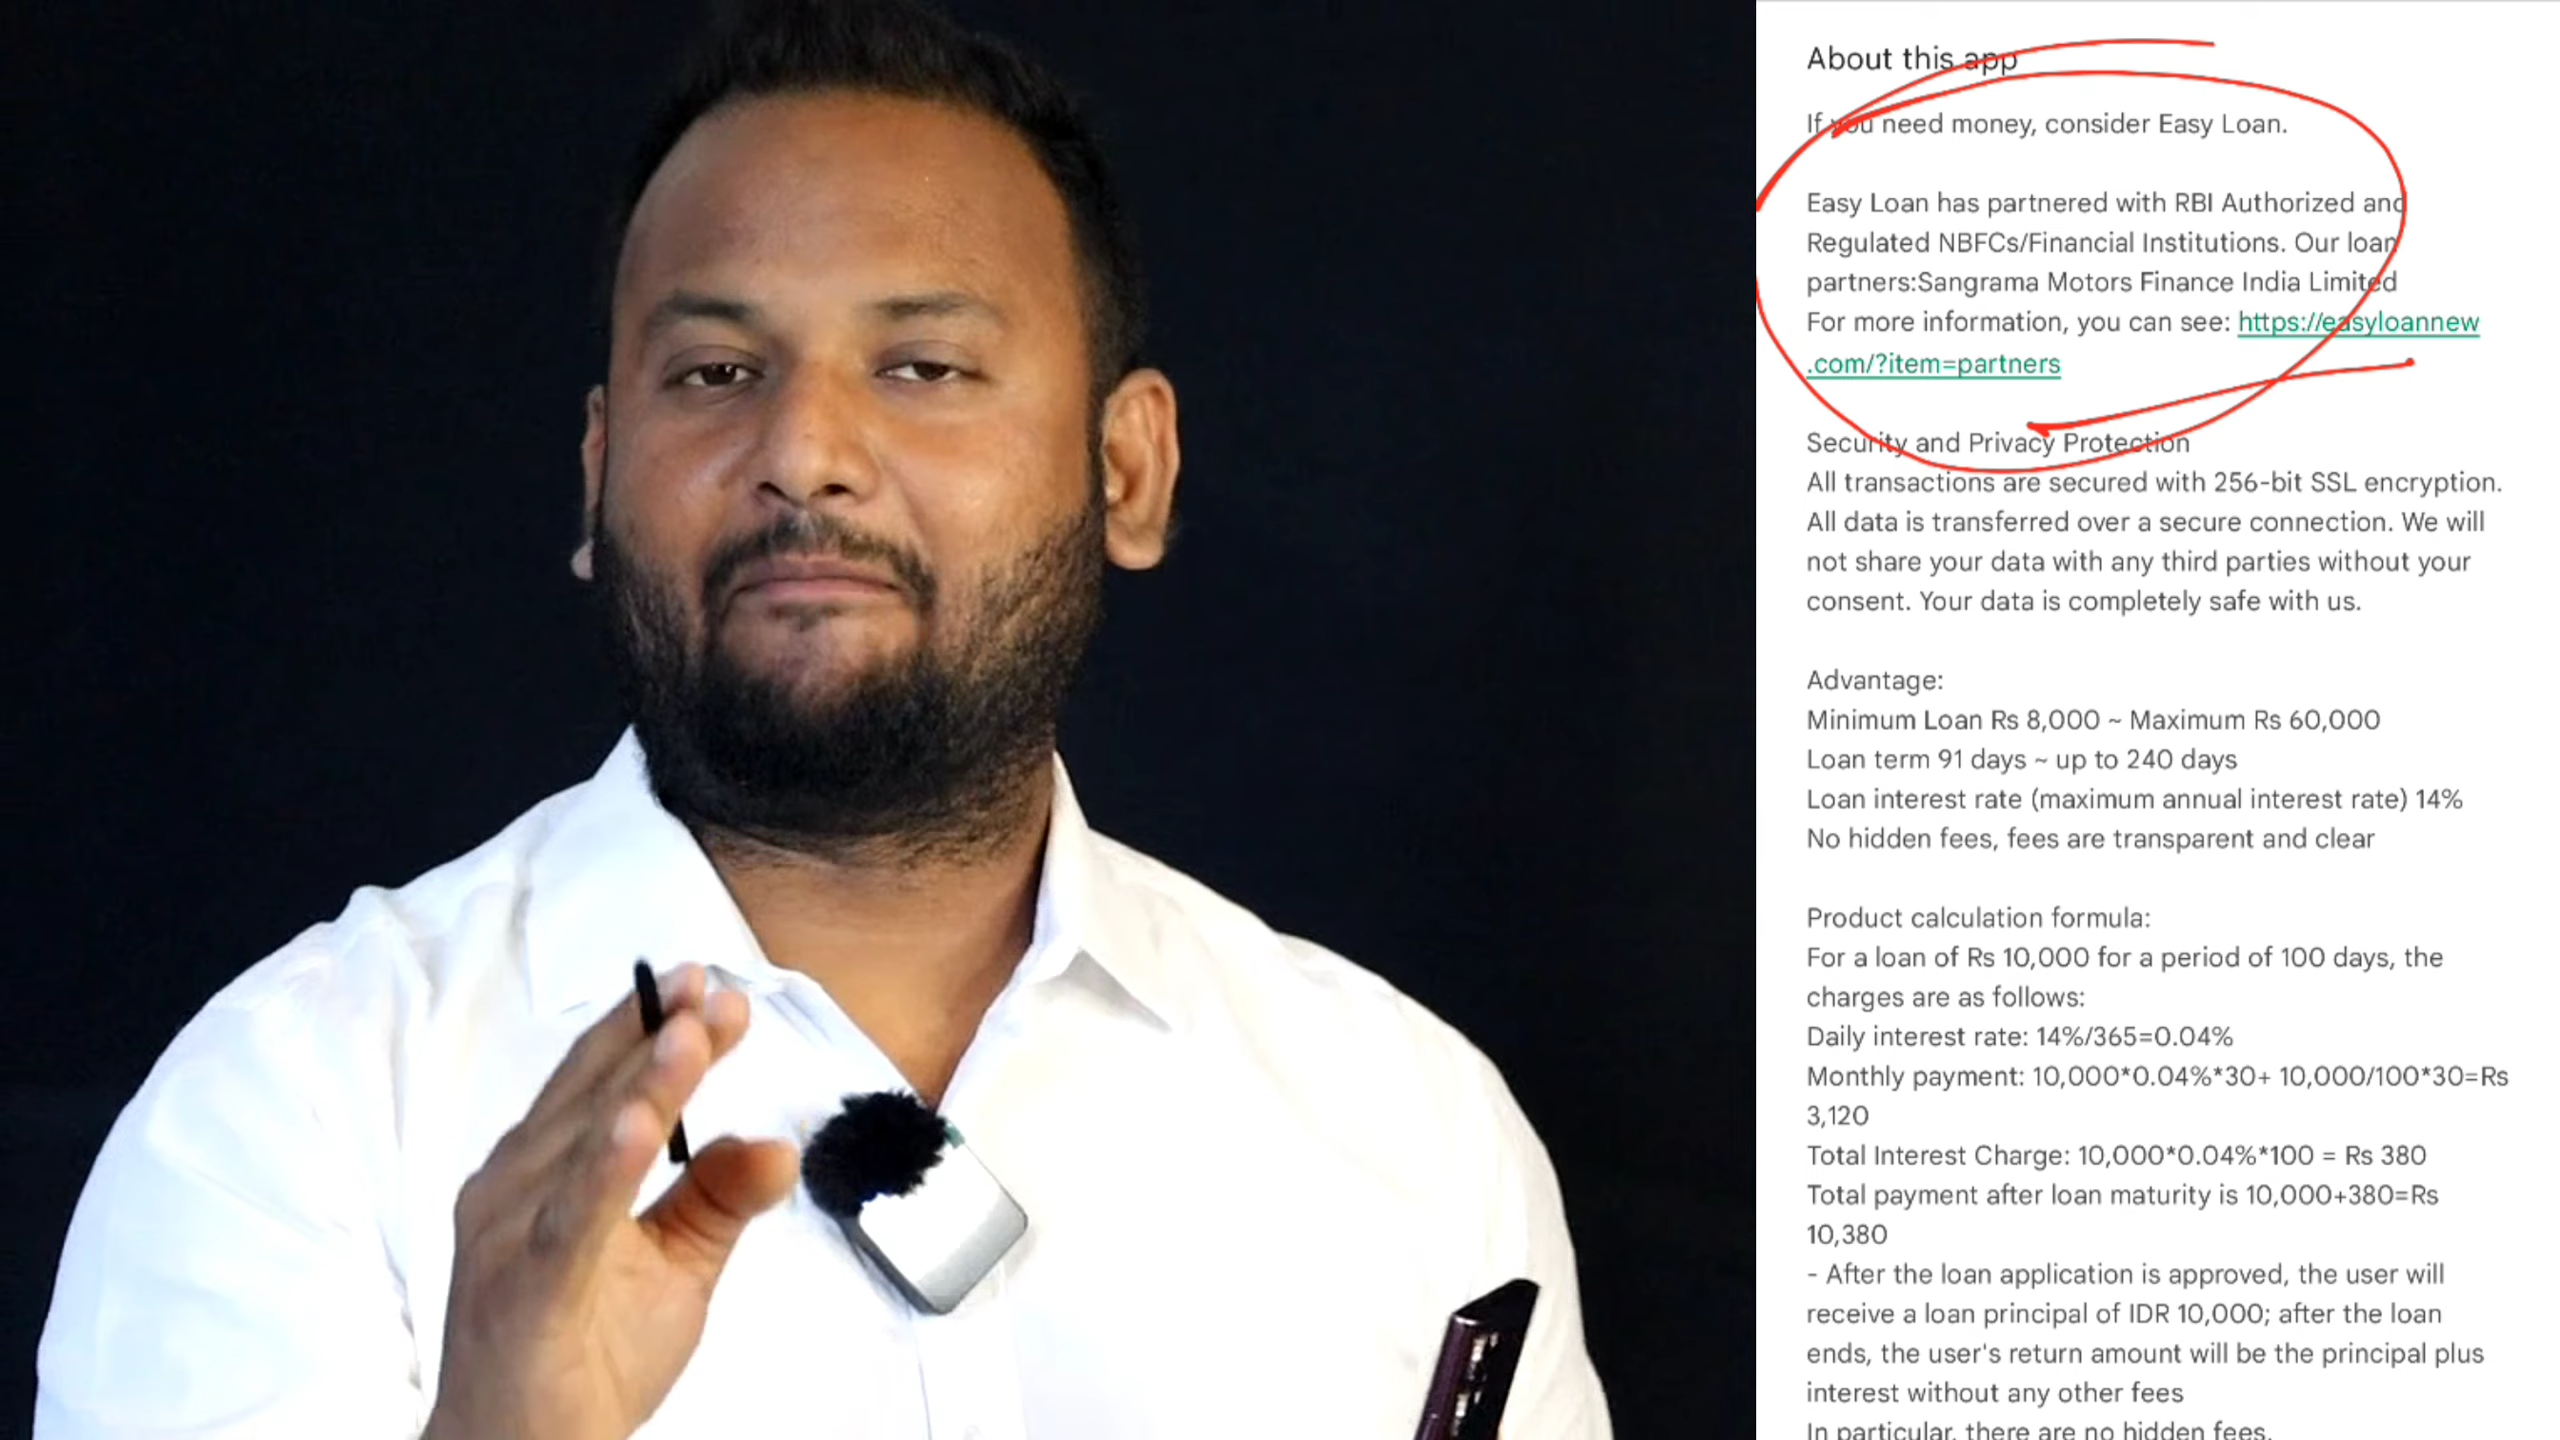 About this app
If you need money, consider Easy Loan.
Easy Loan has partnered with RBI Authorized and
Regulated NBFCs/Financial Institutions. Our loan
partners:Sangrama Motors Finance India Limited
For more information, you can see: https://easyloannew
.com/?item=partners
Security and Privacy Protection
All transactions are secured with 256-bit SSL encryption.
All data is transferred over a secure connection. We will
not share your data with any third parties without your
consent. Your data is completely safe with us.
Advantage:
Minimum Loan Rs 8,000 ~ Maximum Rs 60,000
Loan term 91 days ~ up to 240 days
Loan interest rate (maximum annual interest rate) 14%
No hidden fees, fees are transparent and clear
Product calculation formula:
For a loan of Rs 10,000 for a period of 100 days, the
charges are as follows:
Daily interest rate: 14%/365=0.04%
Monthly payment: 10,000*0.04%*30+ 10,000/100*30=Rs
3,120
Total Interest Charge: 10,000*0.04%*100 = Rs 380
Total payment after loan maturity is 10,000+380=Rs
10,380
- After the loan application is approved, the user will
receive a loan principal of IDR 10,000; after the loan
ends, the user's return amount will be the principal plus
interest without any other fees
In particular, there are no hidden fees.